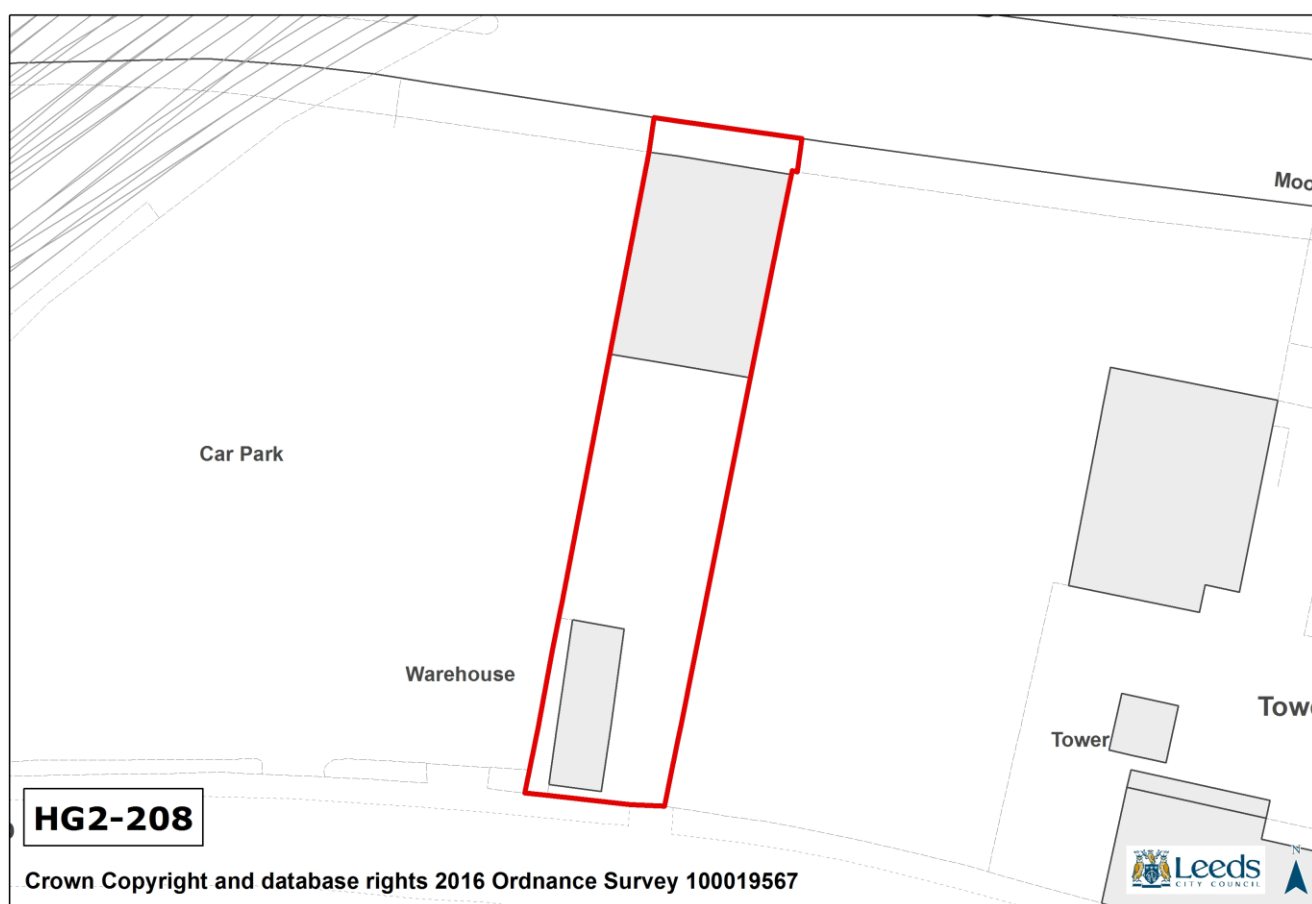 Car Park
Warehouse
Tower
HG2-208
Crown Copyright and database rights 2016 Ordnance Survey 100019567
Leeds
CITY COUNCIL
N